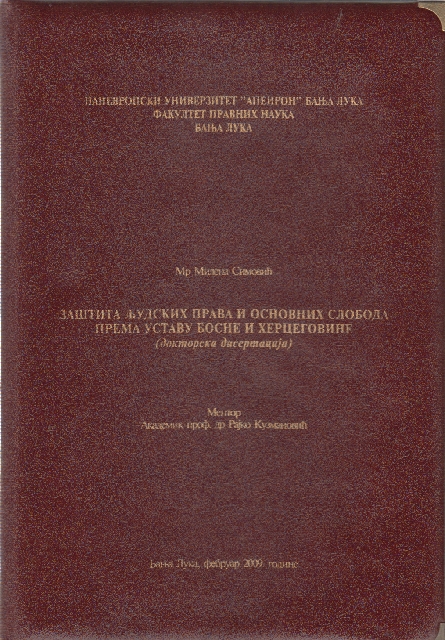 ПАНЕВРОПСКИ УНИВЕРЗИТЕТ "АПЕИРОН" БАЊА ЛУКА
ФАКУЛТЕТ ПРАВНИХ НАУКА
БАЊА ЛУКА
Мр Милена Симовић
ЗАШТИТА ЉУДСКИХ ПРАВА И ОСНОВНИХ СЛОБОДА
ПРЕМА УСТАВУ БОСНЕ И ХЕРЦЕГОВИНЕ
(докторска дисертација)
Ментор
Академик проф. др Рајко Кузмановић
Бања Лука, фебруар 2009. године